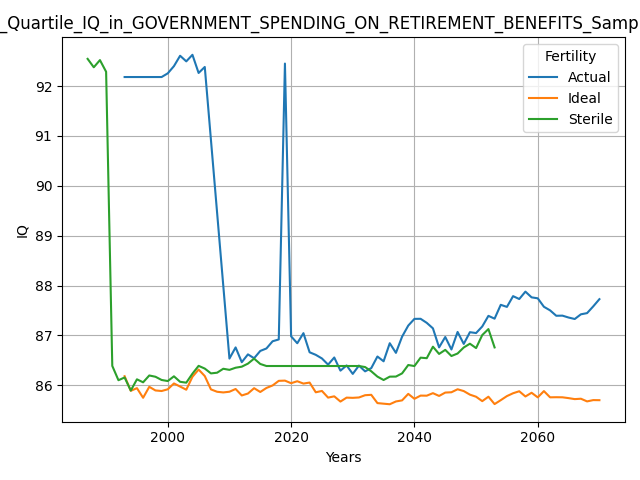 _Quartile_IQ_in_GOVERNMENT_SPENDING_ON_RETIREMENT_BENEFITS_Samp
Fertility
Actual
Ideal
Sterile
92
91
90
89
88
87
86
IQ
2000
2020
2040
2060
Years